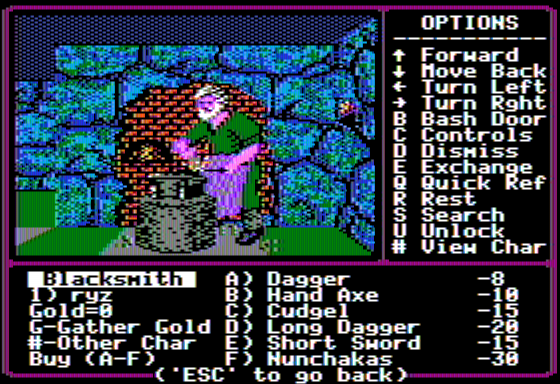 OPTIONS
------------
↑ Forward
↓ Move Back
← Turn Left
→ Turn Rght
B Bash Door
C Controls
D Dismiss
E Exchange
Q Quick Ref
R Rest
S Search
U Unlock
# View Char
Blacksmith
1) ryz
Gold=0
G-Gather Gold
#-Other Char
Buy (A-F)
A) Dagger -8
B) Hand Axe -10
C) Cudgel -15
D) Long Dagger -20
E) Short Sword -15
F) Nunchakas -30
('ESC' to go back)